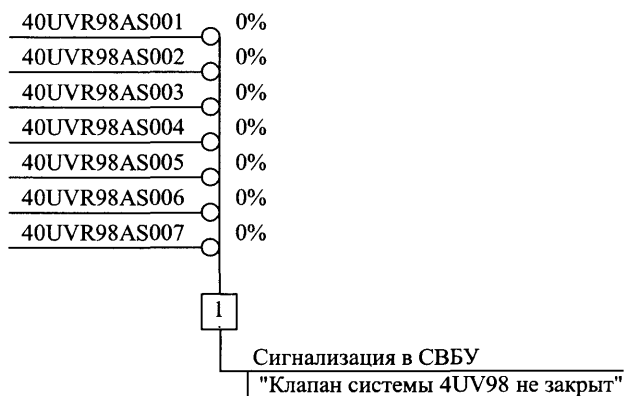 40UVR98AS001 0%
40UVR98AS002 0%
40UVR98AS003 0%
40UVR98AS004 0%
40UVR98AS005 0%
40UVR98AS006 0%
40UVR98AS007 0%
1
Сигнализация в СВБУ
"Клапан системы 4UV98 не закрыт"